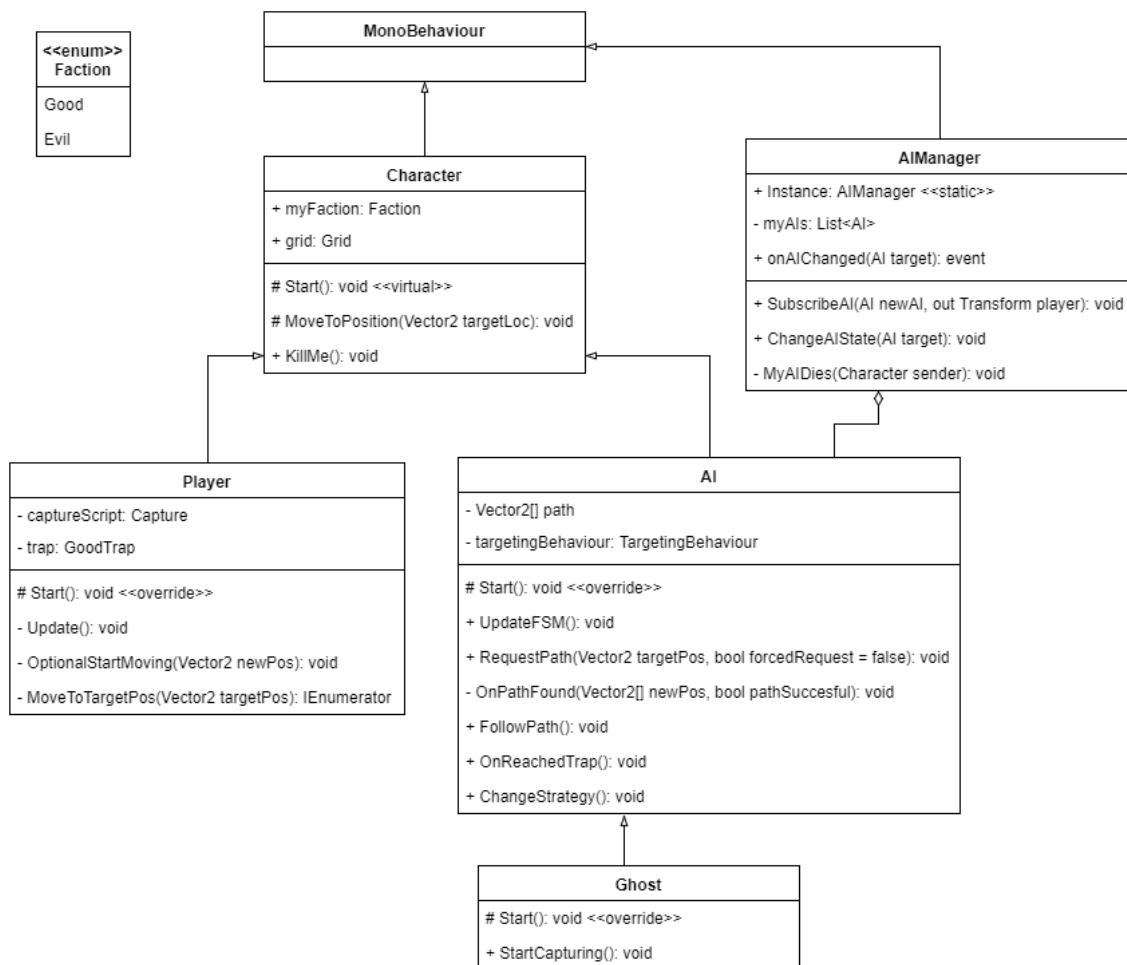 <<enum>>
Faction
Good
Evil
MonoBehaviour
Character
+ myFaction: Faction
+ grid: Grid
# Start(): void <<virtual>>
# MoveToPosition(Vector2 targetLoc): void
+ KillMe(): void
AIManager
+ Instance: AIManager <<static>>
- myAIs: List<AI>
+ onAIChanged(AI target): event
+ SubscribeAI(AI newAI, out Transform player): void
+ ChangeAIState(AI target): void
- MyAIDies(Character sender): void
Player
- captureScript: Capture
- trap: GoodTrap
# Start(): void <<override>>
- Update(): void
- OptionalStartMoving(Vector2 newPos): void
- MoveToTargetPos(Vector2 targetPos): IEnumerator
AI
- Vector2[] path
- targetingBehaviour: TargetingBehaviour
# Start(): void <<override>>
+ UpdateFSM(): void
+ RequestPath(Vector2 targetPos, bool forcedRequest = false): void
- OnPathFound(Vector2[] newPos, bool pathSuccesful): void
+ FollowPath(): void
+ OnReachedTrap(): void
+ ChangeStrategy(): void
Ghost
# Start(): void <<override>>
+ StartCapturing(): void